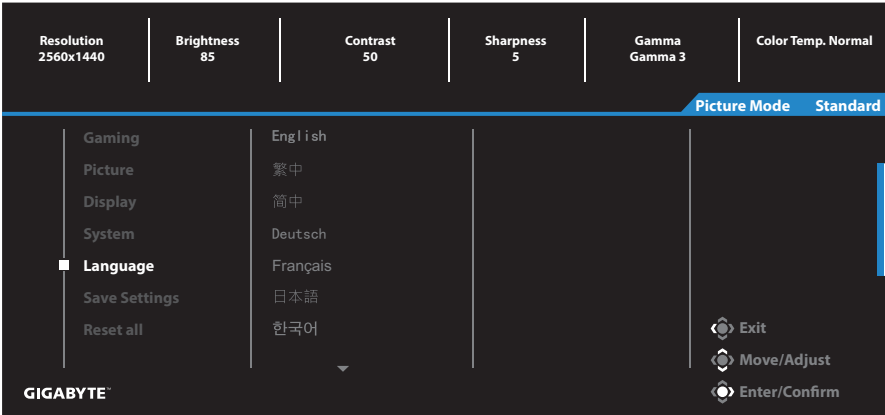 Resolution
2560x1440
Brightness
85
Contrast
50
Sharpness
5
Gamma
Gamma 3
Color Temp. Normal
Picture Mode Standard
Gaming
Picture
Display
System
Language
Save Settings
Reset all
English
繁中
简中
Deutsch
Français
日本語
한국어
Exit
Move/Adjust
Enter/Confirm
GIGABYTE™